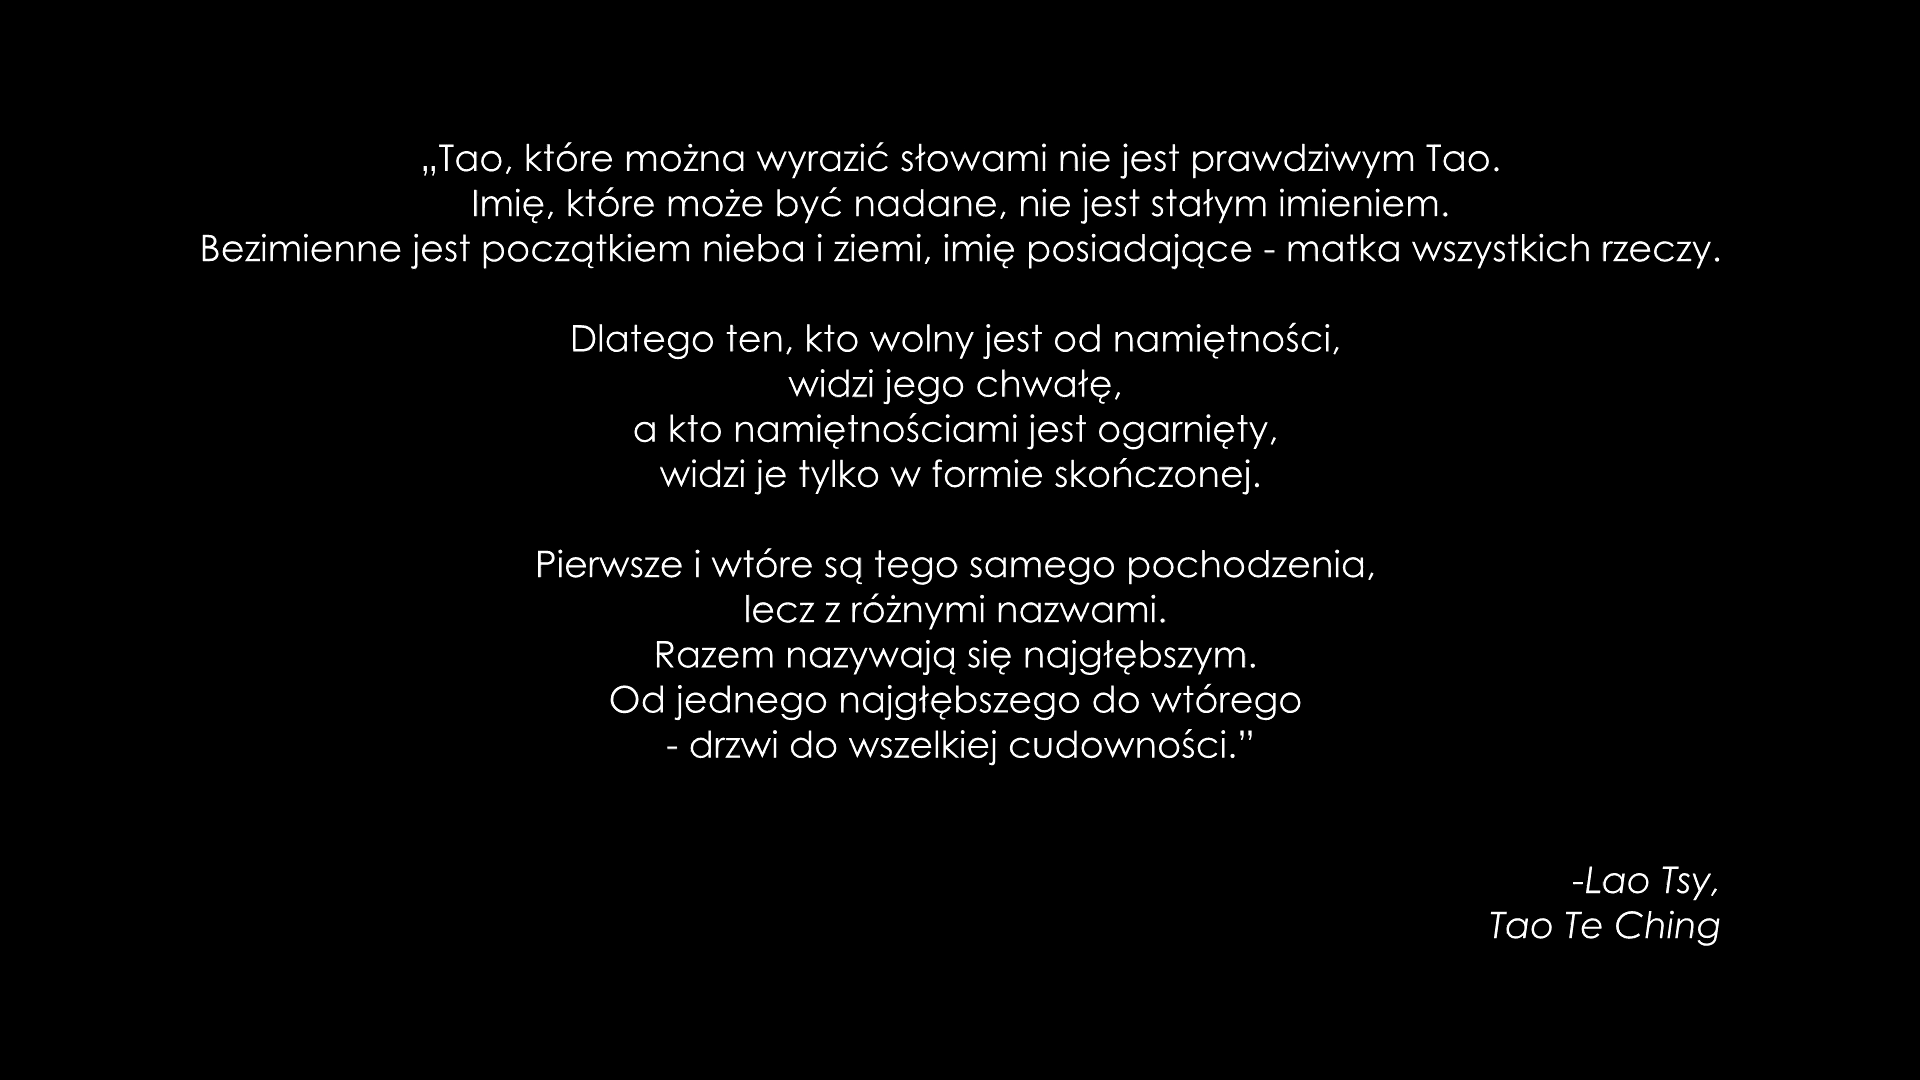 „Tao, które można wyrazić słowami nie jest prawdziwym Tao.
Imię, które może być nadane, nie jest stałym imieniem.
Bezimienne jest początkiem nieba i ziemi, imię posiadające - matka wszystkich rzeczy.
Dlatego ten, kto wolny jest od namiętności,
widzi jego chwałę,
a kto namiętnościami jest ogarnięty,
widzi je tylko w formie skończonej.
Pierwsze i wtóre są tego samego pochodzenia,
lecz z różnymi nazwami.
Razem nazywają się najgłębszym.
Od jednego najgłębszego do wtórego
- drzwi do wszelkiej cudowności.”
-Lao Tsy,
Tao Te Ching